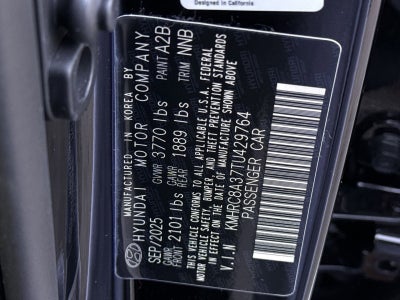 Designed in California
MANUFACTURED IN KOREA BY
HYUNDAI MOTOR COMPANY
SEP/2025 GVWR 3770 lbs PAINT A2B
GAWR FRONT 2101 lbs GAWR REAR 1889 lbs TRIM NNB
THIS VEHICLE CONFORMS TO ALL APPLICABLE U.S.A. FEDERAL
MOTOR VEHICLE SAFETY, BUMPER, AND THEFT PREVENTION STANDARDS
IN EFFECT ON THE DATE OF MANUFACTURE SHOWN ABOVE
V.I.N KMHRC8A37TU429764
PASSENGER CAR